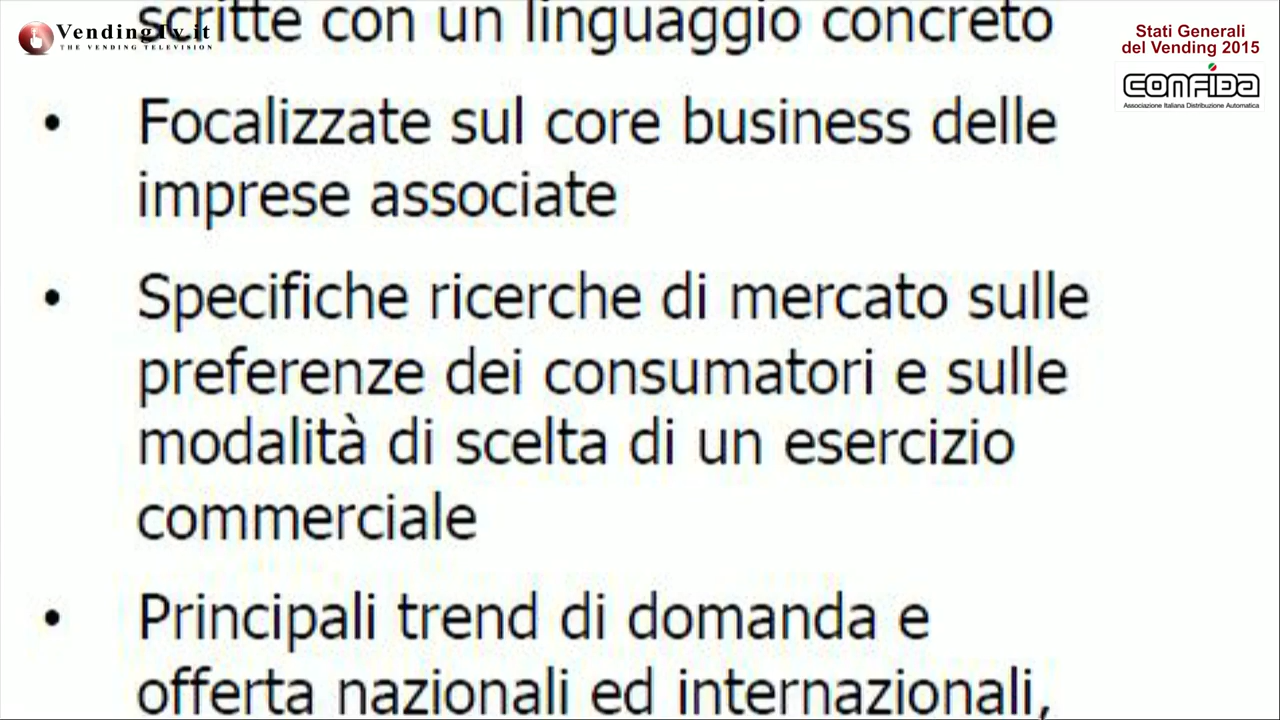 scritte con un linguaggio concreto
VendingTv.it
THE VENDING TELEVISION
Stati Generali
del Vending 2015
CONFIDA
Associazione Italiana Distribuzione Automatica
• Focalizzate sul core business delle
imprese associate
• Specifiche ricerche di mercato sulle
preferenze dei consumatori e sulle
modalità di scelta di un esercizio
commerciale
• Principali trend di domanda e
offerta nazionali ed internazionali,